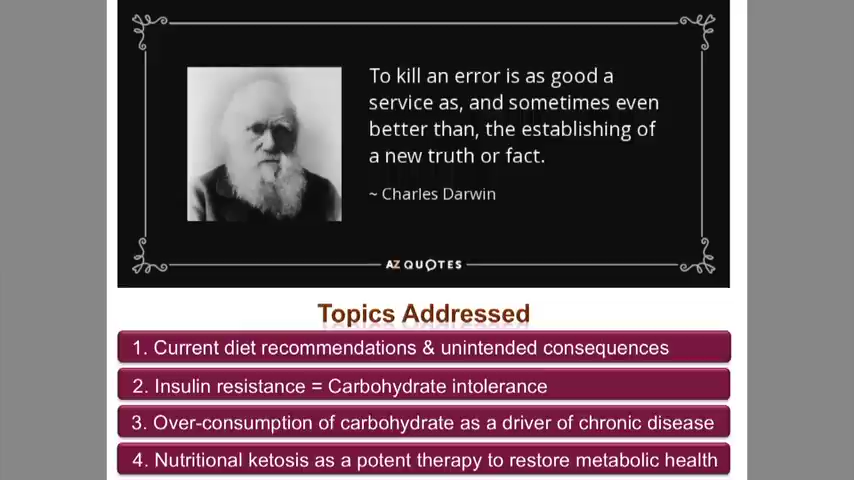 To kill an error is as good a
service as, and sometimes even
better than, the establishing of
a new truth or fact.
~ Charles Darwin
AZ QUOTES
Topics Addressed
1. Current diet recommendations & unintended consequences
2. Insulin resistance = Carbohydrate intolerance
3. Over-consumption of carbohydrate as a driver of chronic disease
4. Nutritional ketosis as a potent therapy to restore metabolic health